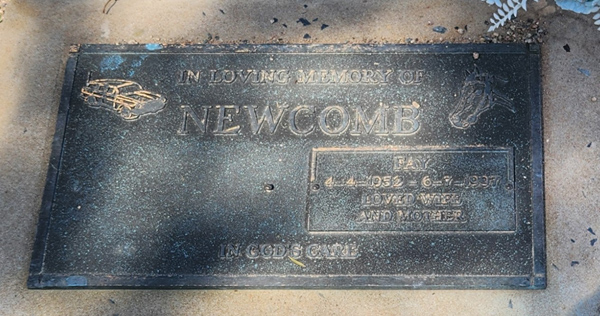 IN LOVING MEMORY OF
NEWCOMB
FAY
4-4-1932 - 6-7-1997
LOVED WIFE
AND MOTHER
IN GOD'S CARE